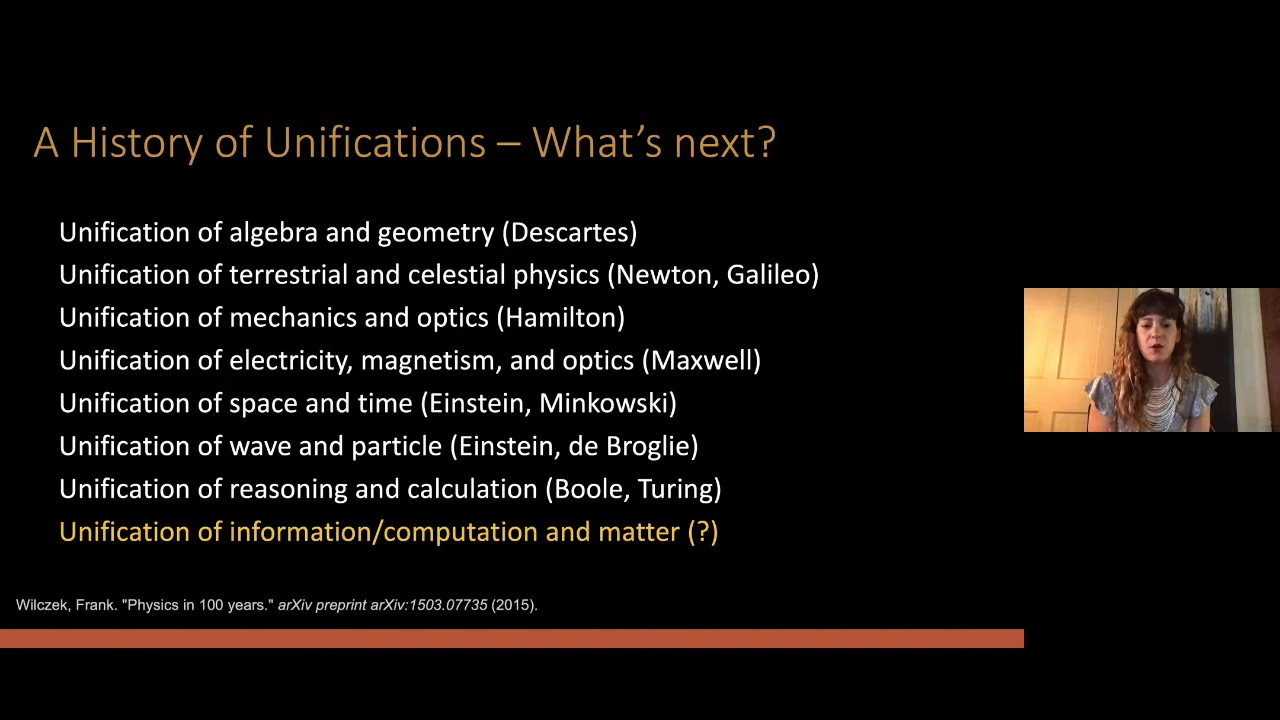 A History of Unifications – What's next?
Unification of algebra and geometry (Descartes)
Unification of terrestrial and celestial physics (Newton, Galileo)
Unification of mechanics and optics (Hamilton)
Unification of electricity, magnetism, and optics (Maxwell)
Unification of space and time (Einstein, Minkowski)
Unification of wave and particle (Einstein, de Broglie)
Unification of reasoning and calculation (Boole, Turing)
Unification of information/computation and matter (?)
Wilczek, Frank. "Physics in 100 years." arXiv preprint arXiv:1503.07735 (2015).